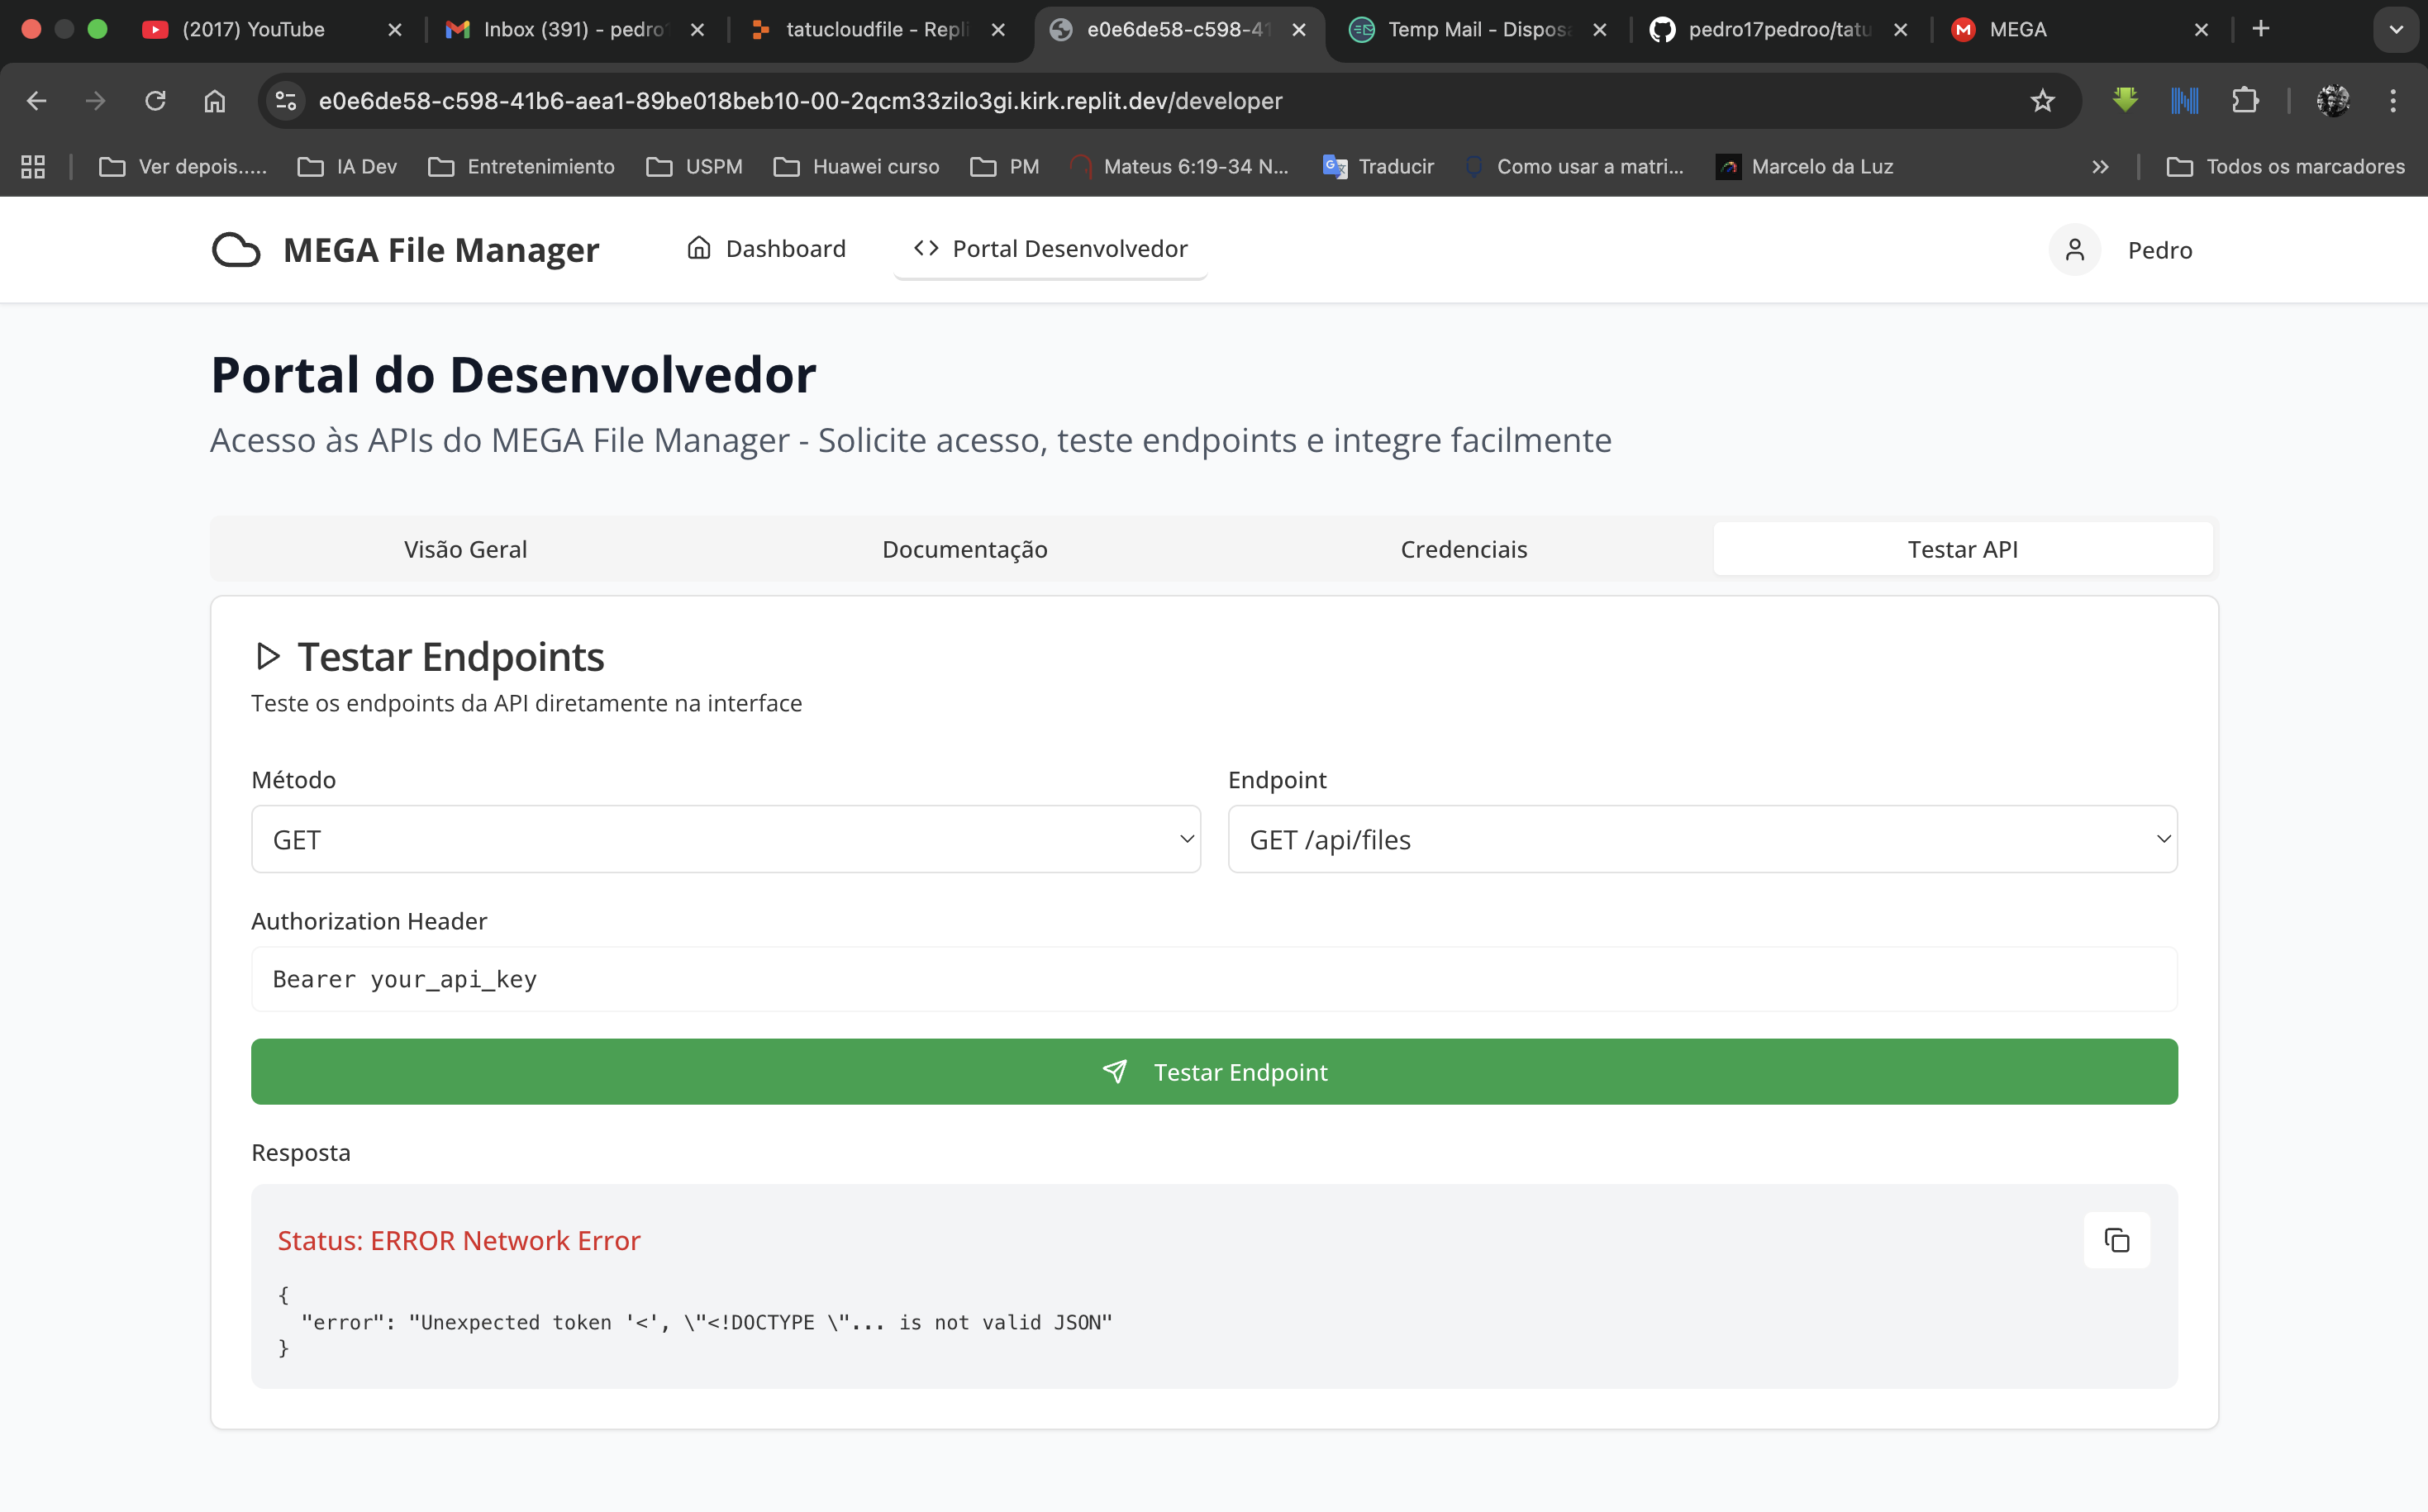 (2017) YouTube
Inbox (391) - pedro
tatucloudfile - Repli
e0e6de58-c598-41
Temp Mail - Dispos
pedro17pedroo/tatu
MEGA
e0e6de58-c598-41b6-aea1-89be018beb10-00-2qcm33zilo3gi.kirk.replit.dev/developer
Ver depois.....
IA Dev
Entretenimiento
USPM
Huawei curso
PM
Mateus 6:19-34 N...
Traducir
Como usar a matri...
Marcelo da Luz
Todos os marcadores
MEGA File Manager
Dashboard
Portal Desenvolvedor
Pedro
Portal do Desenvolvedor
Acesso às APIs do MEGA File Manager - Solicite acesso, teste endpoints e integre facilmente
Visão Geral
Documentação
Credenciais
Testar API
Testar Endpoints
Teste os endpoints da API diretamente na interface
Método
Endpoint
GET
GET /api/files
Authorization Header
Bearer your_api_key
Testar Endpoint
Resposta
Status: ERROR Network Error
{
"error": "Unexpected token '<', \"<!DOCTYPE \"... is not valid JSON"
}